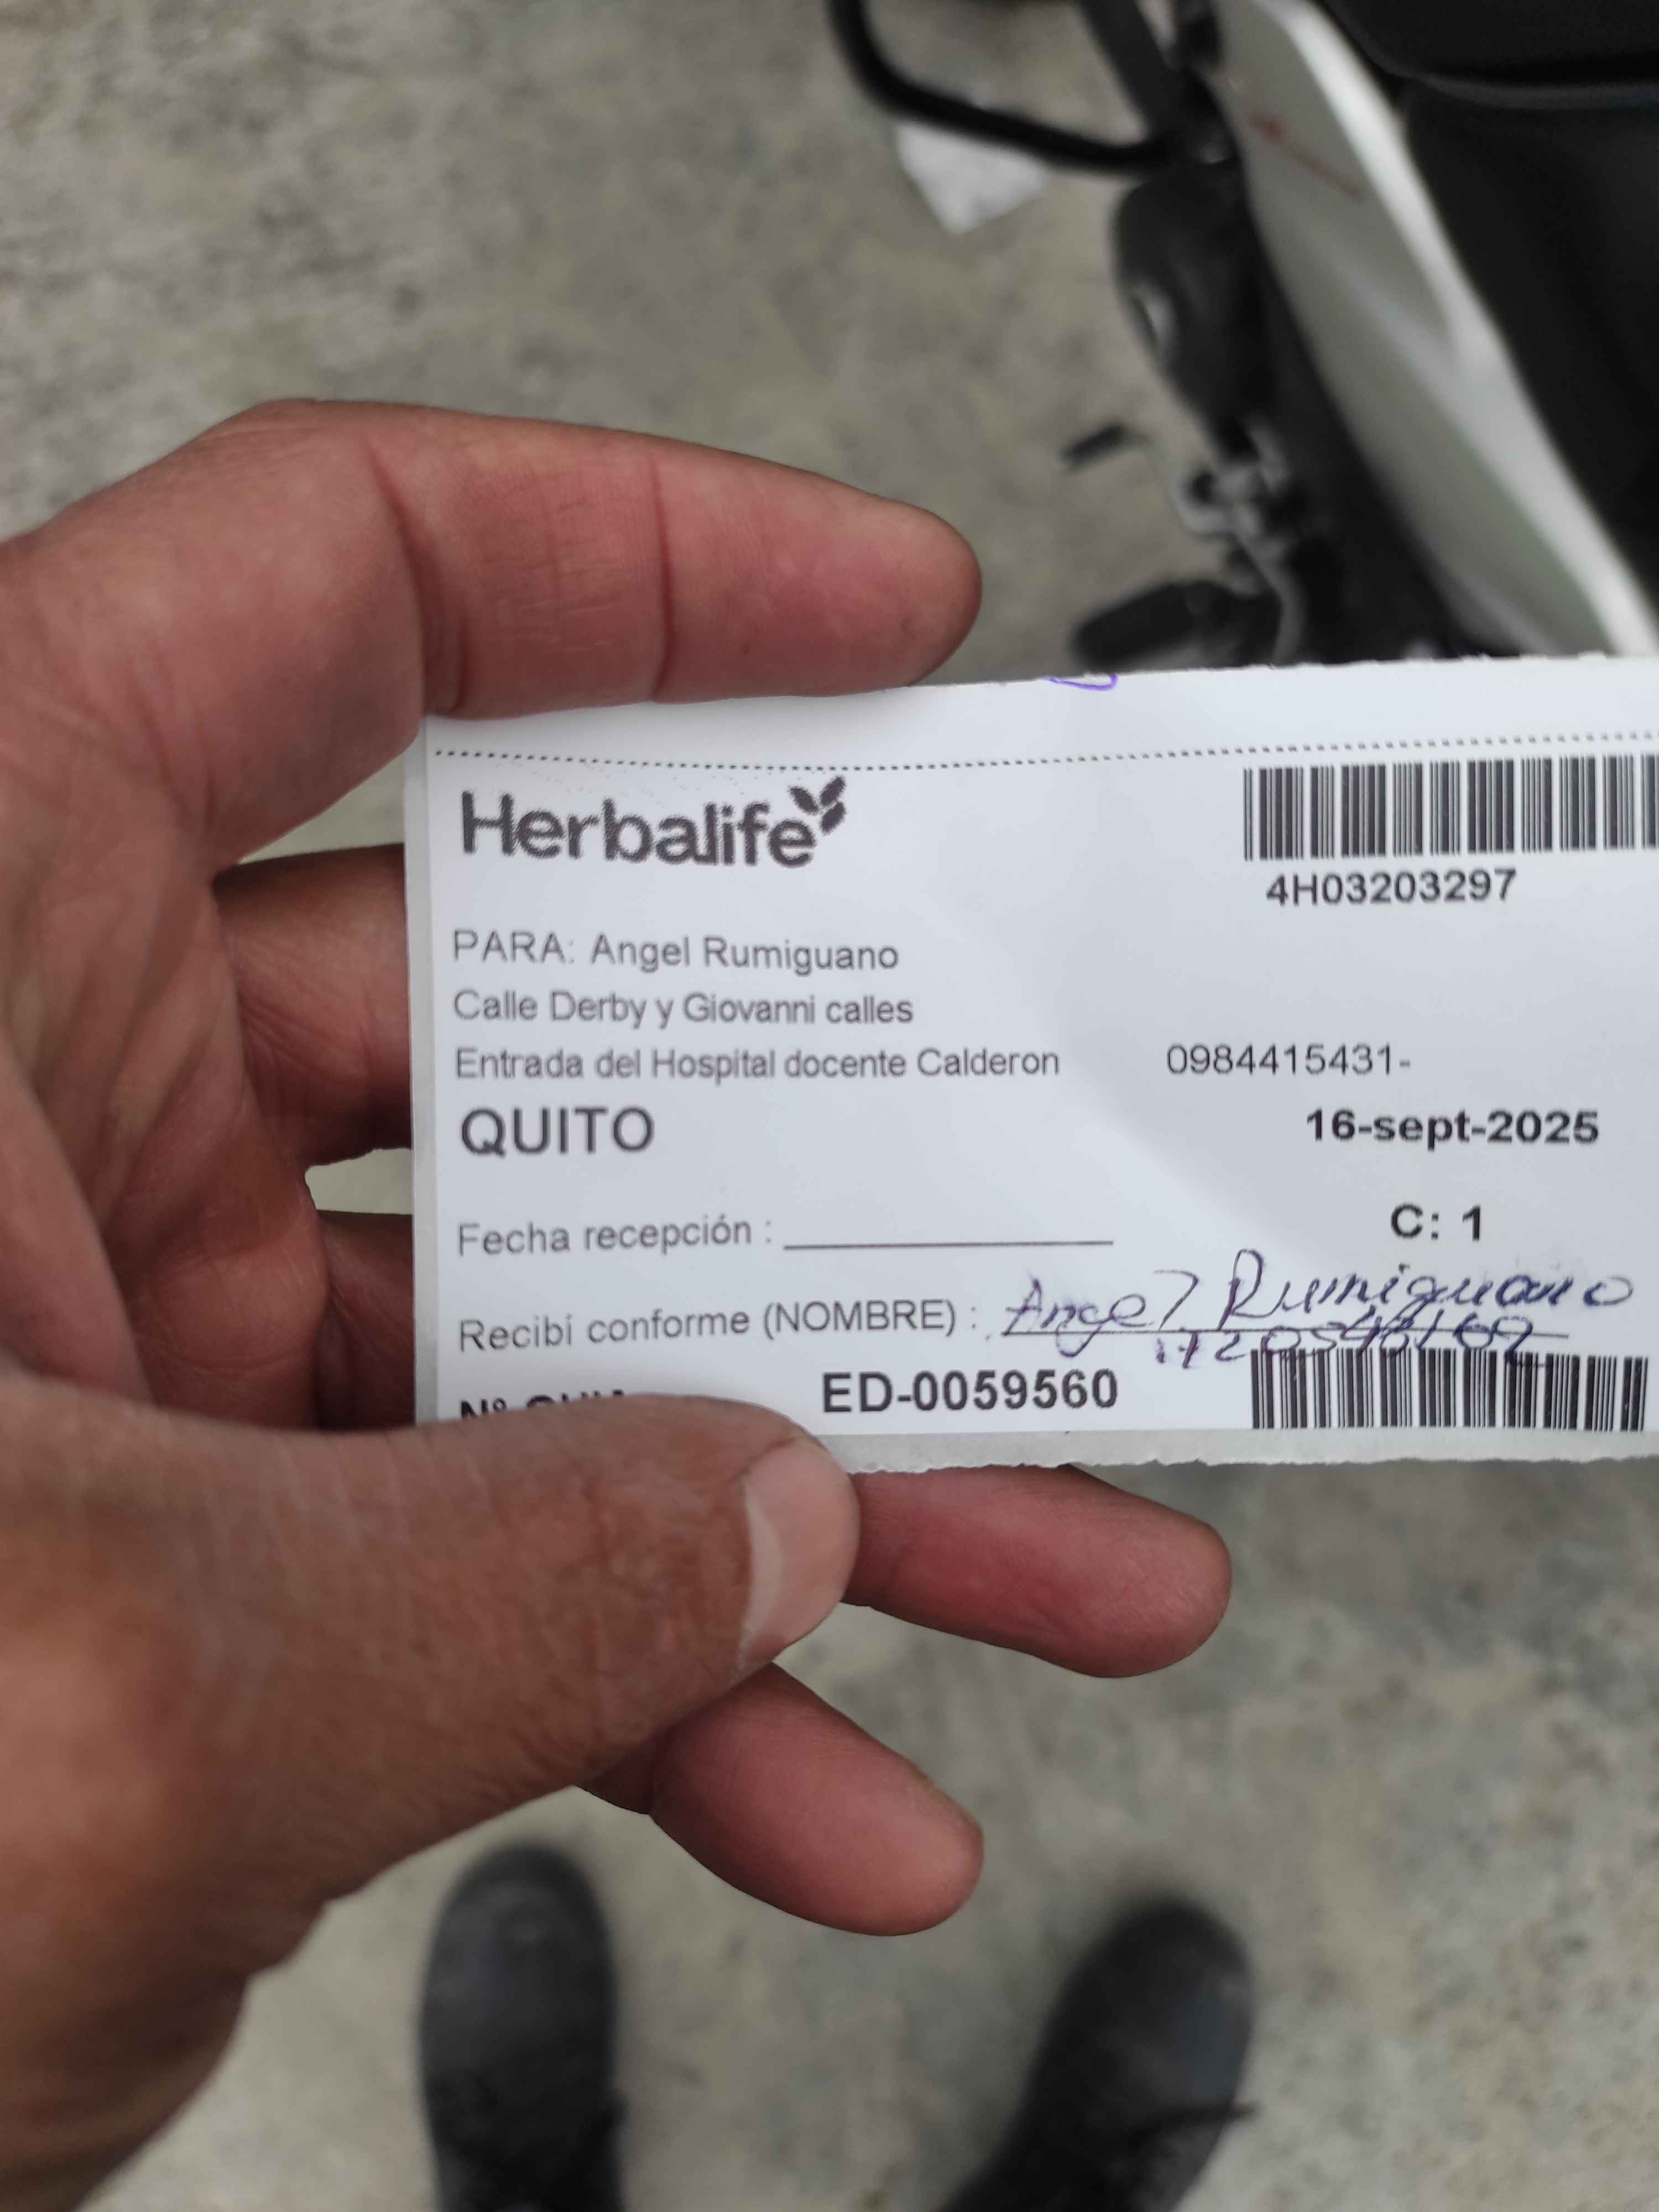 Herbalife
4H03203297
PARA: Angel Rumiguano
Calle Derby y Giovanni calles
Entrada del Hospital docente Calderon 0984415431-
QUITO 16-sept-2025
C: 1
Fecha recepción :
Recibí conforme (NOMBRE) : Angel Rumiguano
Nº ED-0059560